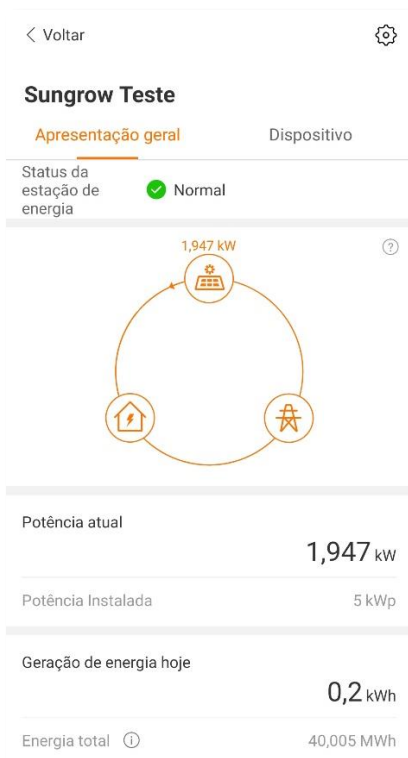 Voltar
Sungrow Teste
Apresentação geral Dispositivo
Status da
estação de
energia
Normal
1,947 kW
?
Potência atual
1,947 kW
Potência Instalada 5 kWp
Geração de energia hoje
0,2 kWh
Energia total 40,005 MWh